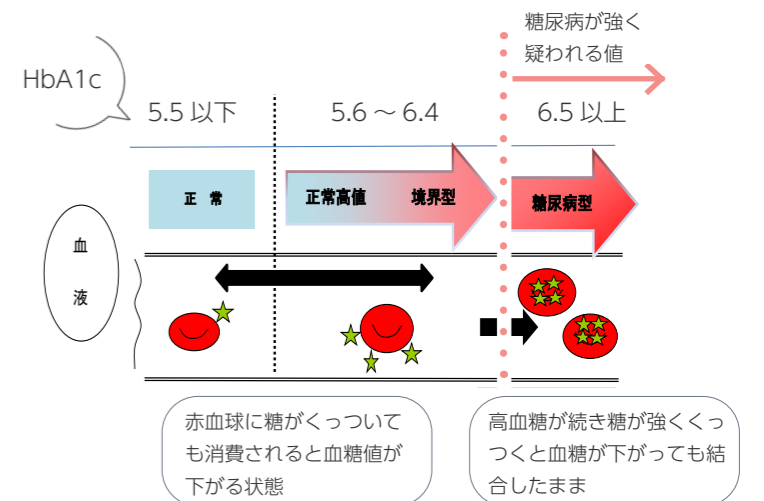 糖尿病が強く
疑われる値
HbA1c
5.5 以下
5.6 ～ 6.4
6.5 以上
正 常
正常高値
境界型
糖尿病型
血
液
赤血球に糖がくっついて
も消費されると血糖値が
下がる状態
高血糖が続き糖が強くくっ
つくと血糖が下がっても結
合したまま